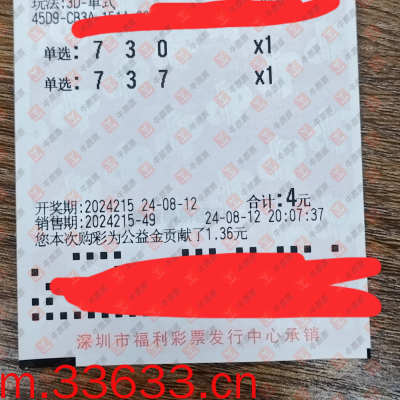 玩法:3D-单式
单选: 7 3 0 x1
单选: 7 3 7 x1
开奖期:2024215 24-08-12 合计:4元
销售期:2024215-49 24-08-12 20:07:37
您本次购彩为公益金贡献了1.36元
深圳市福利彩票发行中心承销
m.33633.cn